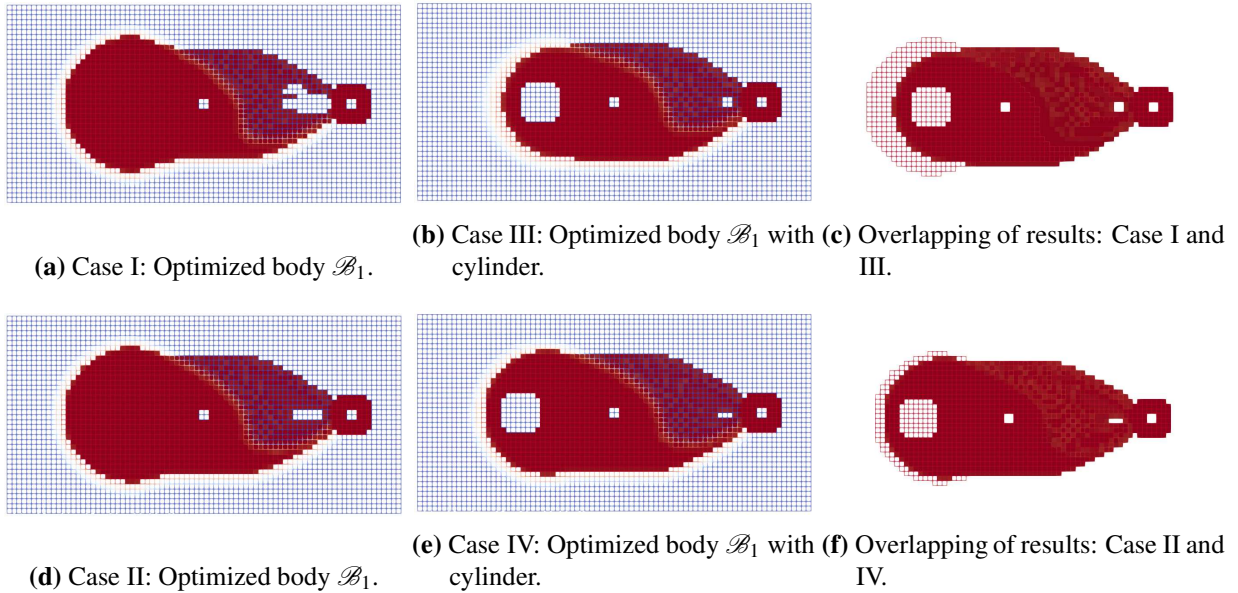 (a) Case I: Optimized body ℬ₁.
(b) Case III: Optimized body ℬ₁ with
cylinder.
(c) Overlapping of results: Case I and
III.
(d) Case II: Optimized body ℬ₁.
(e) Case IV: Optimized body ℬ₁ with
cylinder.
(f) Overlapping of results: Case II and
IV.